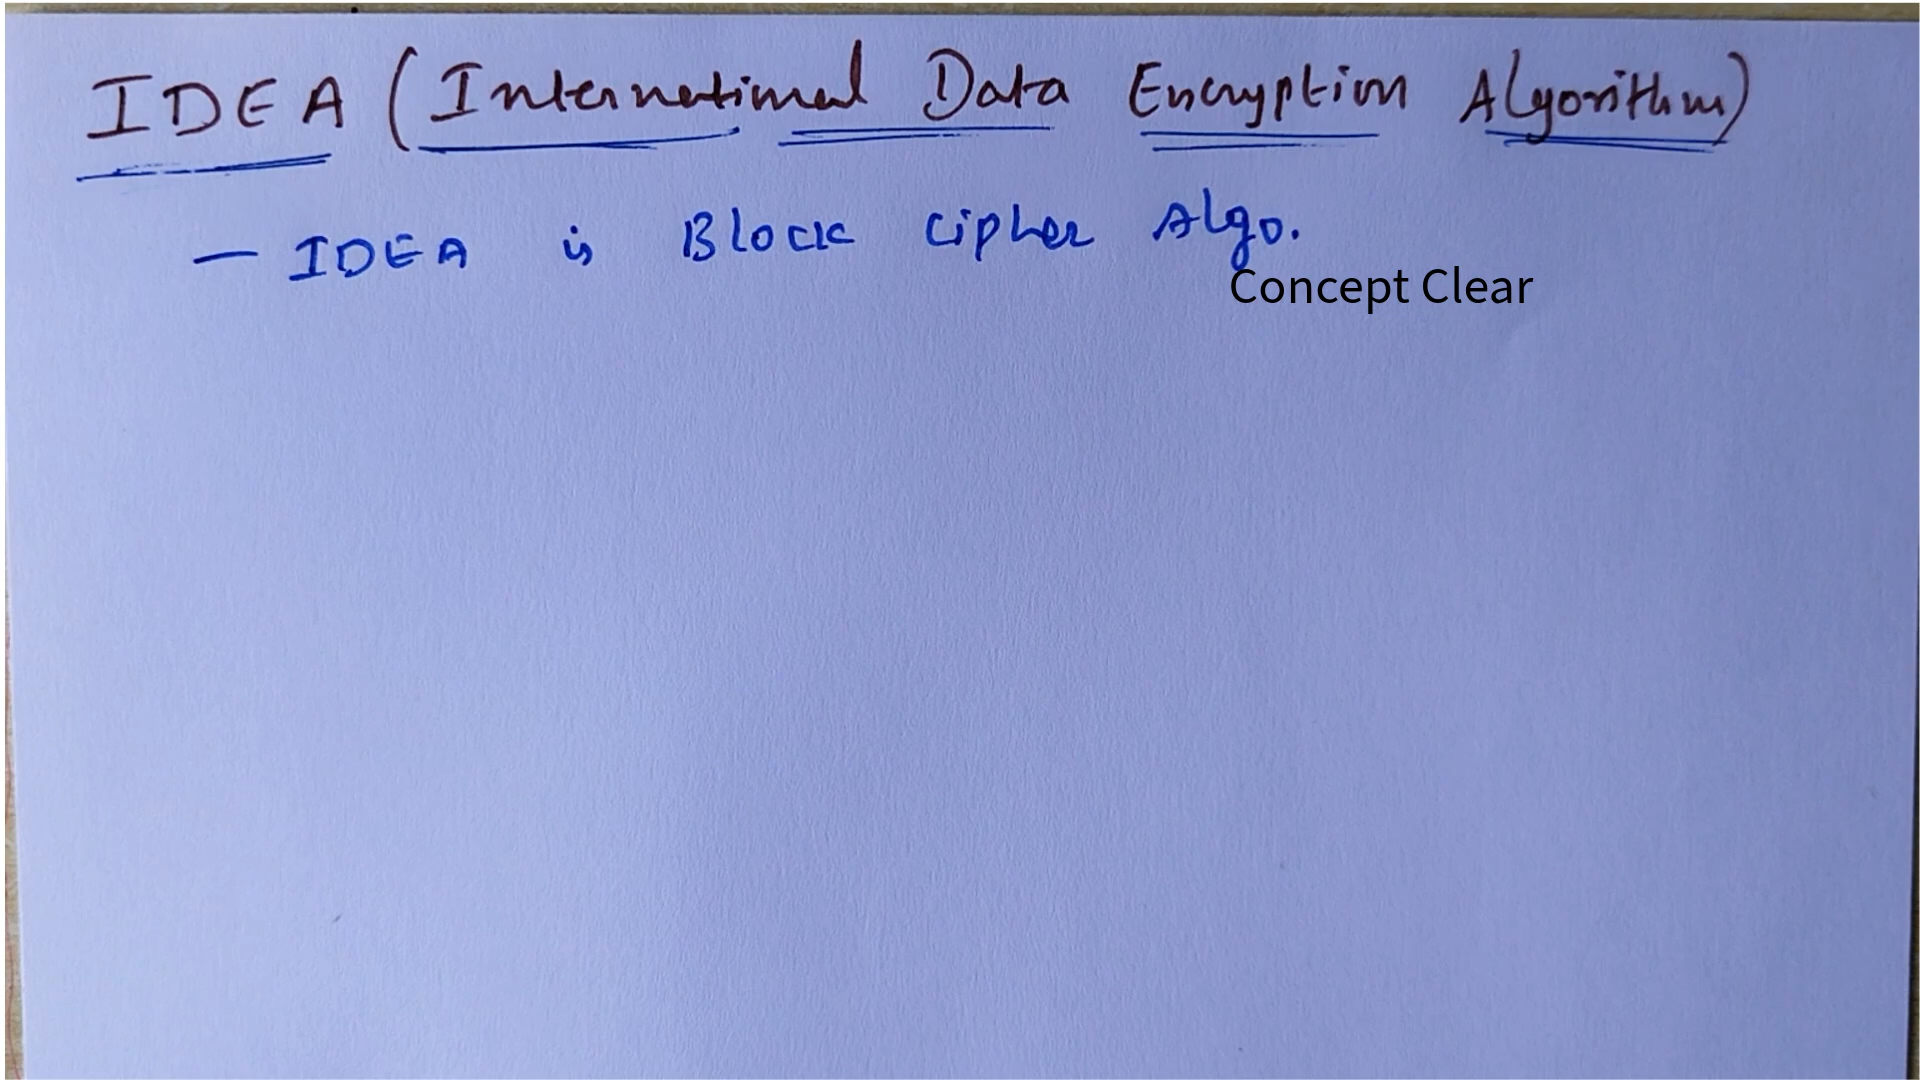 IDEA (International Data Encryption Algorithm)
— IDEA is Block Cipher Algo.
Concept Clear